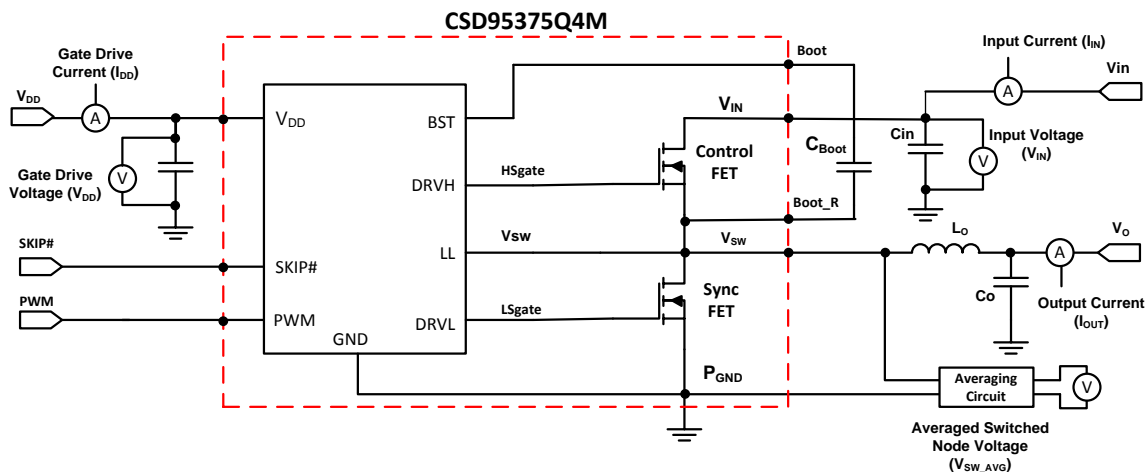 CSD95375Q4M
Gate Drive
Current (IDD)
VDD
A
V
Gate Drive
Voltage (VDD)
SKIP#
PWM
VDD
SKIP#
PWM
GND
BST
DRVH
LL
DRVL
HSgate
Vsw
LSgate
Control
FET
Sync
FET
Boot
VIN
CBoot
Boot_R
VSW
PGND
Input Current (IIN)
A
Vin
Cin
V
Input Voltage
(VIN)
LO
A
VO
Co
Output Current
(IOUT)
Averaging
Circuit
V
Averaged Switched
Node Voltage
(VSW_AVG)